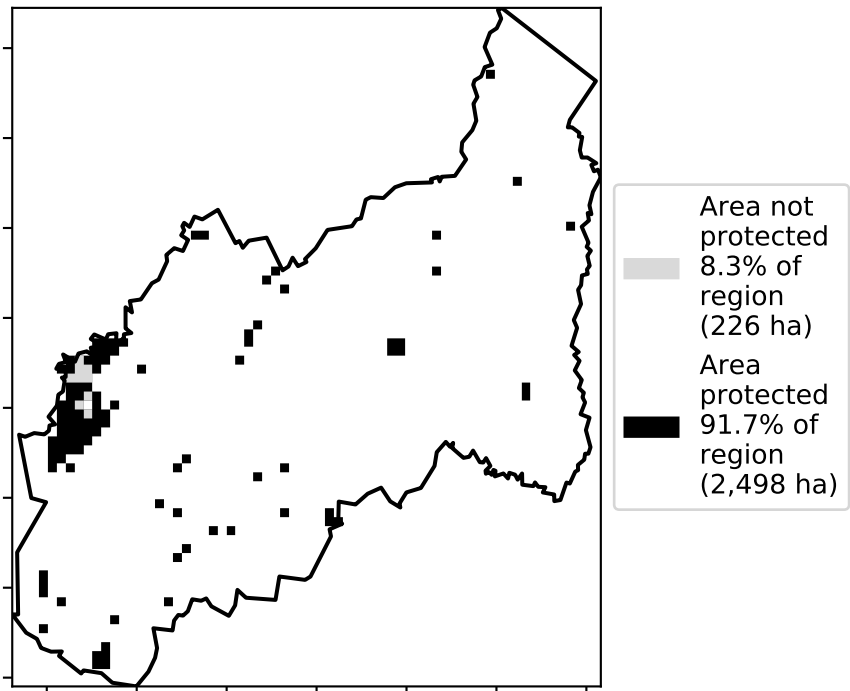 Area not
protected
8.3% of
region
(226 ha)
Area
protected
91.7% of
region
(2,498 ha)